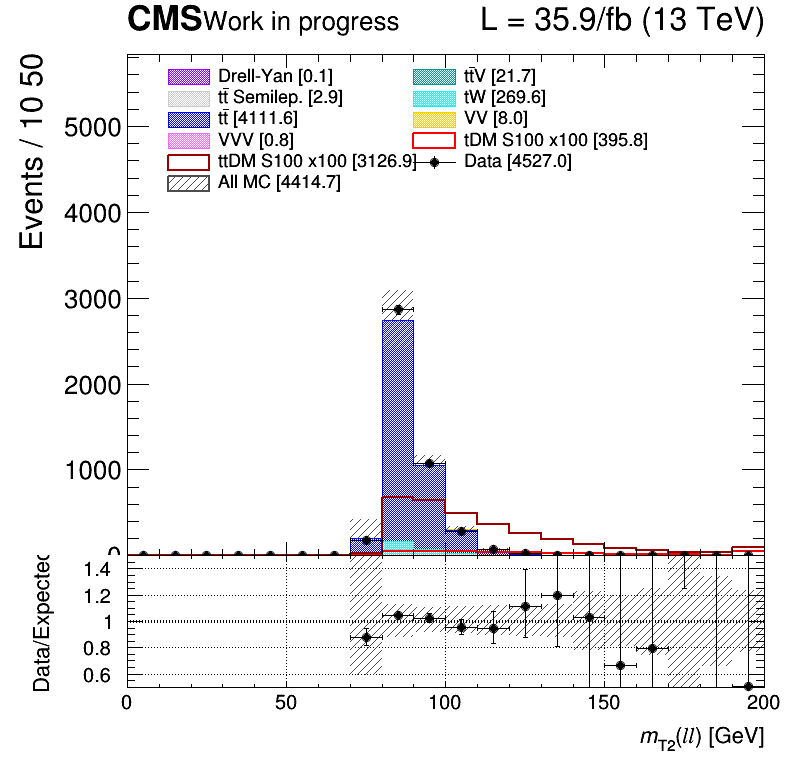 CMS Work in progress L = 35.9/fb (13 TeV)
Events / 10 50
Drell-Yan [0.1] tt̄V [21.7]
tt̄ Semilep. [2.9] tW [269.6]
tt̄ [4111.6] VV [8.0]
VVV [0.8] tDM S100 x100 [395.8]
ttDM S100 x100 [3126.9] Data [4527.0]
All MC [4414.7]
5000
4000
3000
2000
1000
0
Data/Expected
1.4
1.2
1
0.8
0.6
0 50 100 150 200
m_T2(ll) [GeV]